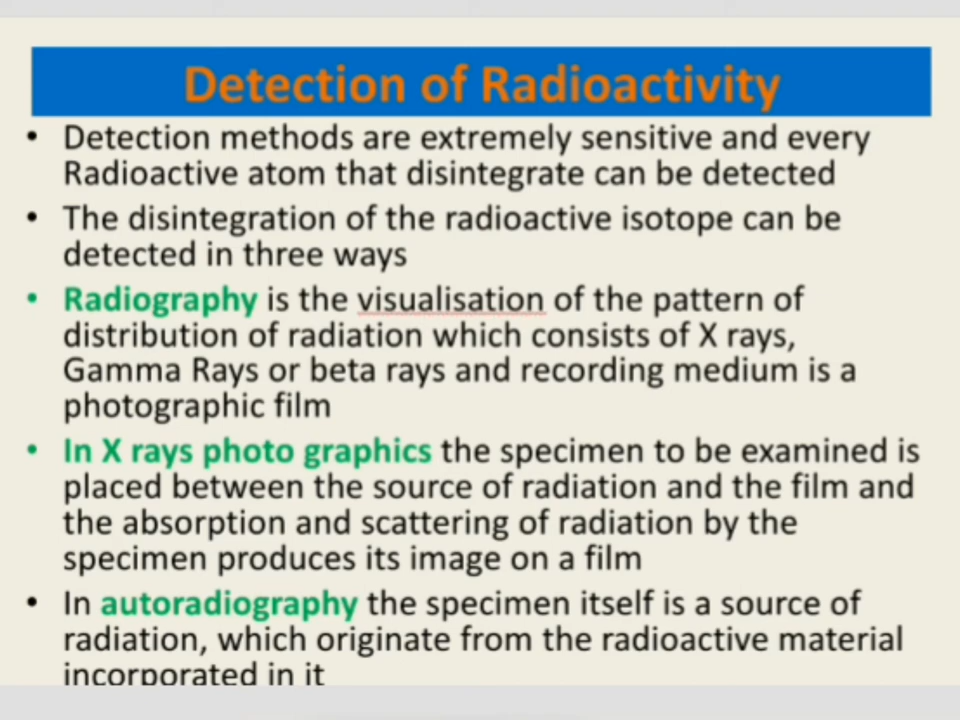 Detection of Radioactivity
• Detection methods are extremely sensitive and every
Radioactive atom that disintegrate can be detected
• The disintegration of the radioactive isotope can be
detected in three ways
• Radiography is the visualisation of the pattern of
distribution of radiation which consists of X rays,
Gamma Rays or beta rays and recording medium is a
photographic film
• In X rays photo graphics the specimen to be examined is
placed between the source of radiation and the film and
the absorption and scattering of radiation by the
specimen produces its image on a film
• In autoradiography the specimen itself is a source of
radiation, which originate from the radioactive material
incorporated in it